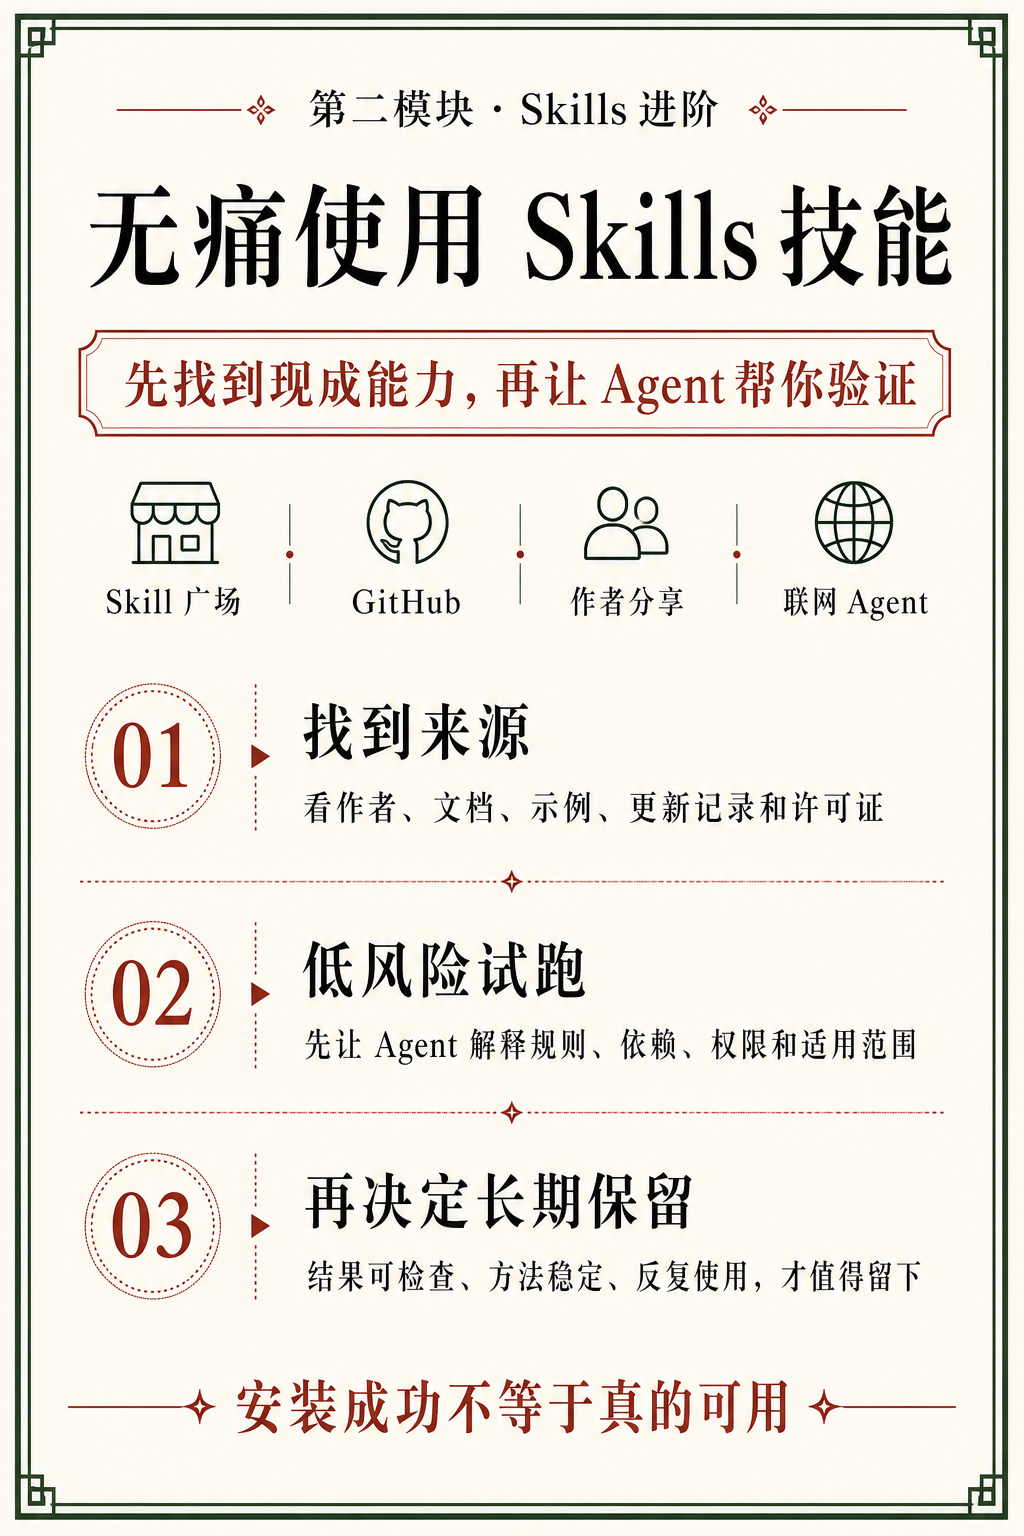 第二模块 · Skills 进阶
无痛使用 Skills 技能
先找到现成能力，再让 Agent 帮你验证
Skill 广场
GitHub
作者分享
联网 Agent
01
找到来源
看作者、文档、示例、更新记录和许可证
02
低风险试跑
先让 Agent 解释规则、依赖、权限和适用范围
03
再决定长期保留
结果可检查、方法稳定、反复使用，才值得留下
安装成功不等于真的可用